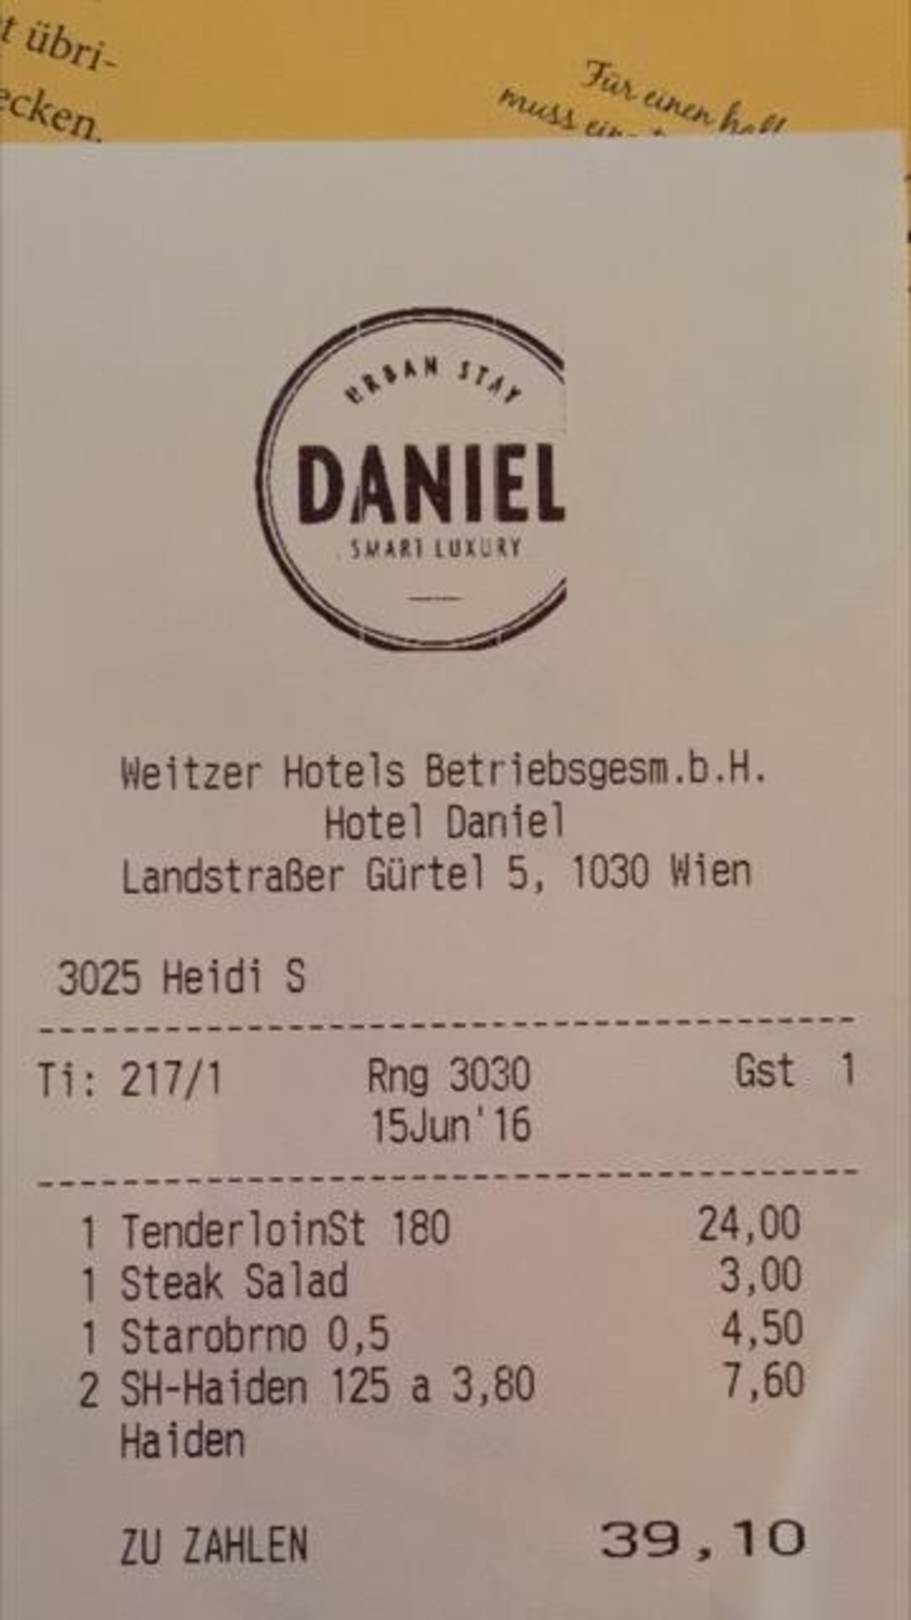 t übri-
ecken.
Für einen
muss
URBAN STAY
DANIEL
SMART LUXURY
Weitzer Hotels Betriebsgesm.b.H.
Hotel Daniel
Landstraßer Gürtel 5, 1030 Wien
3025 Heidi S
Ti: 217/1 Rng 3030 Gst 1
15Jun'16
1 TenderloinSt 180 24,00
1 Steak Salad 3,00
1 Starobrno 0,5 4,50
2 SH-Haiden 125 a 3,80 7,60
Haiden
ZU ZAHLEN 39,10